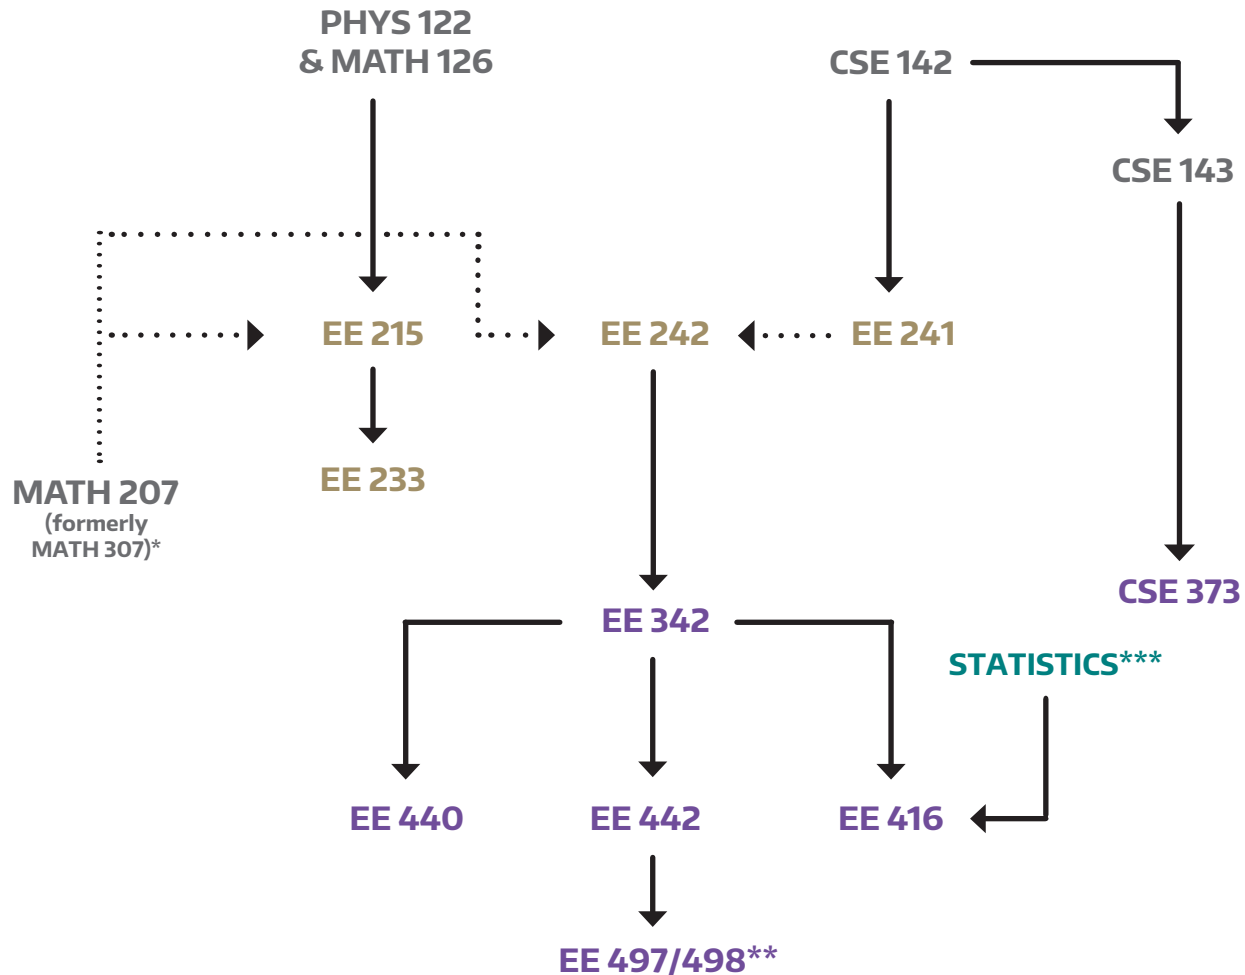 PHYS 122
& MATH 126
CSE 142
CSE 143
EE 215
EE 242
EE 241
EE 233
MATH 207
(formerly
MATH 307)*
CSE 373
EE 342
STATISTICS***
EE 440
EE 442
EE 416
EE 497/498**